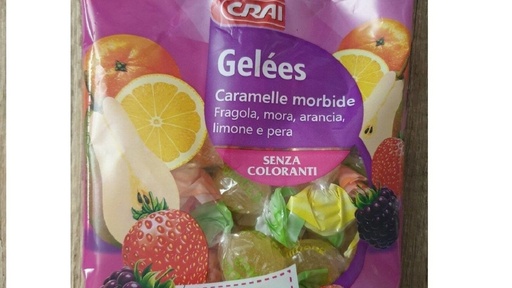 CRAI
Gelées
Caramelle morbide
Fragola, mora, arancia,
limone e pera
SENZA
COLORANTI